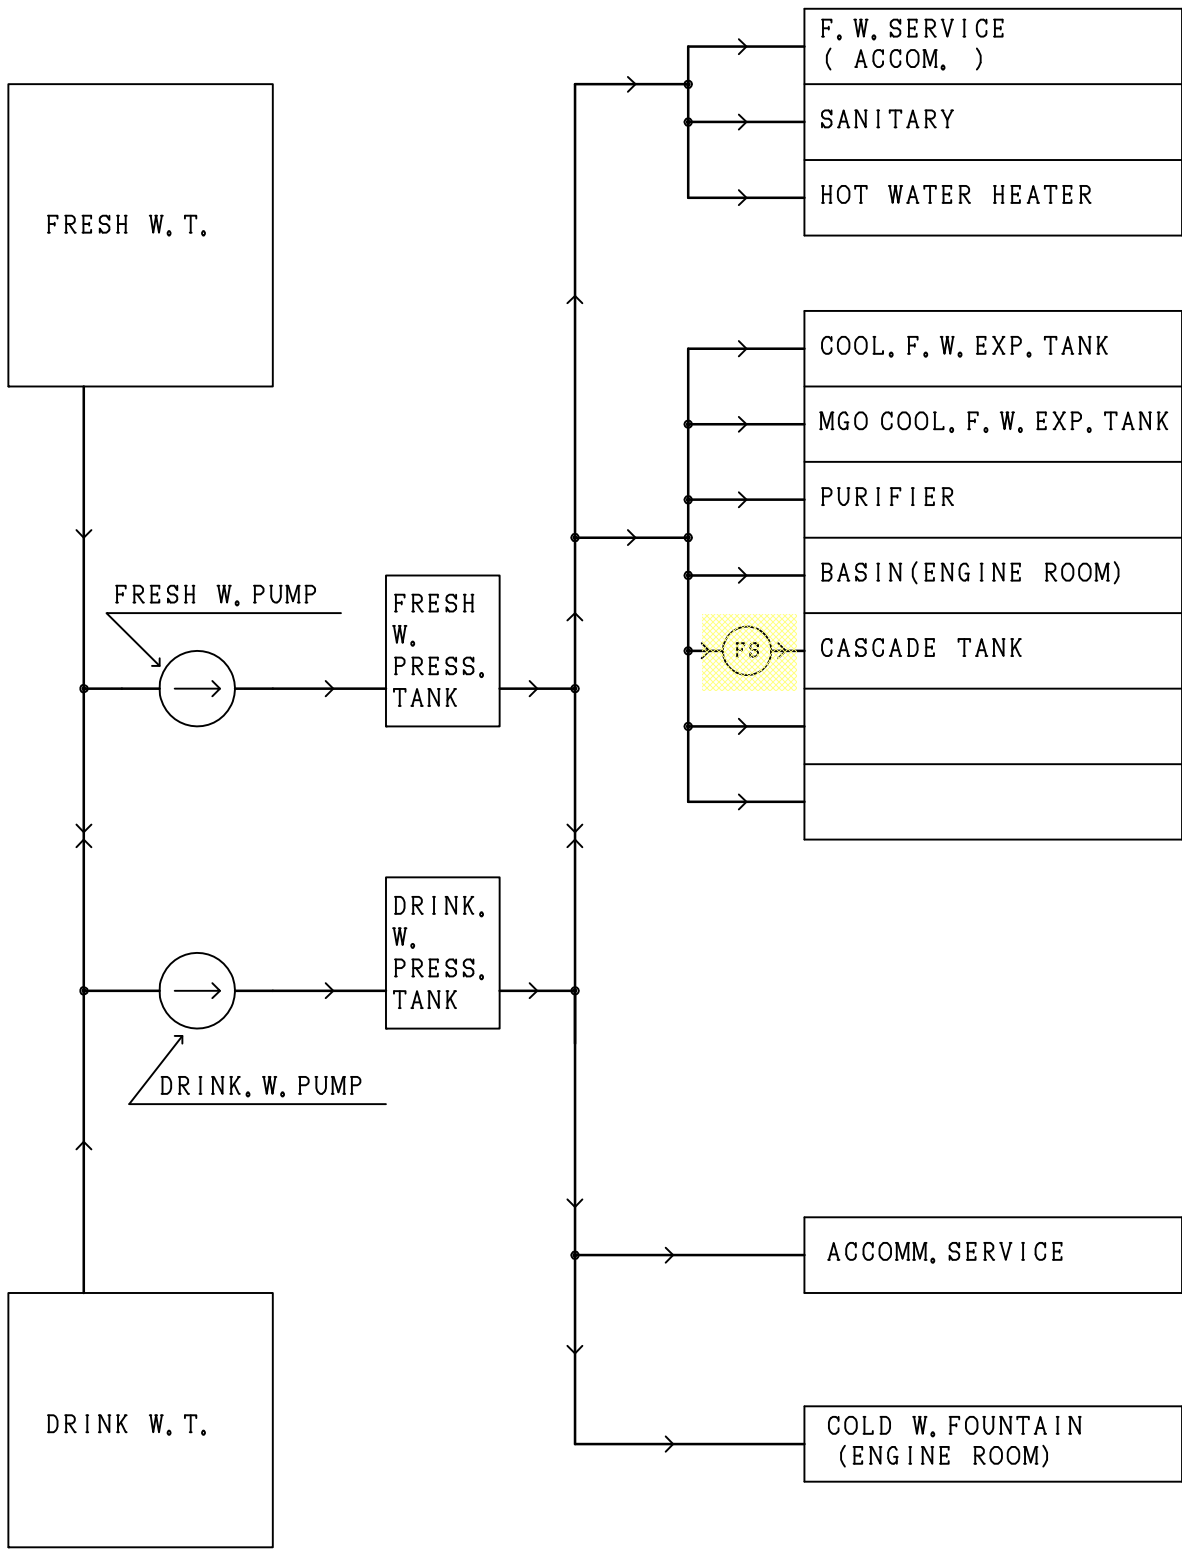 F.W.SERVICE
( ACCOM. )
SANITARY
HOT WATER HEATER
FRESH W.T.
COOL.F.W.EXP.TANK
MGO COOL.F.W.EXP.TANK
PURIFIER
BASIN(ENGINE ROOM)
FS
CASCADE TANK
FRESH W.PUMP
FRESH
W.
PRESS.
TANK
DRINK.
W.
PRESS.
TANK
DRINK.W.PUMP
ACCOMM.SERVICE
DRINK W.T.
COLD W.FOUNTAIN
(ENGINE ROOM)